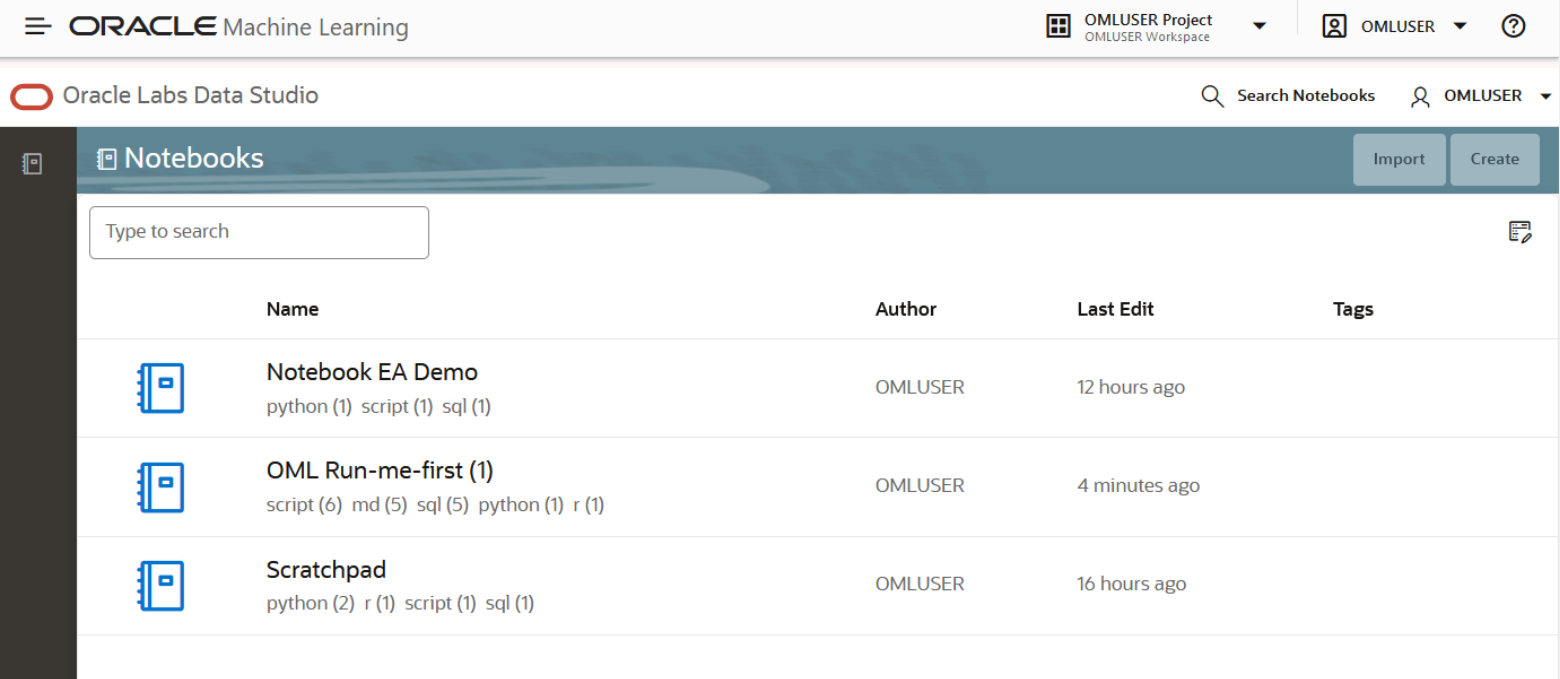 ORACLE Machine Learning
OMLUSER Project
OMLUSER Workspace
OMLUSER
Oracle Labs Data Studio
Search Notebooks
OMLUSER
Notebooks
Import
Create
Type to search
Name
Author
Last Edit
Tags
Notebook EA Demo
python (1) script (1) sql (1)
OMLUSER
12 hours ago
OML Run-me-first (1)
script (6) md (5) sql (5) python (1) r (1)
OMLUSER
4 minutes ago
Scratchpad
python (2) r (1) script (1) sql (1)
OMLUSER
16 hours ago